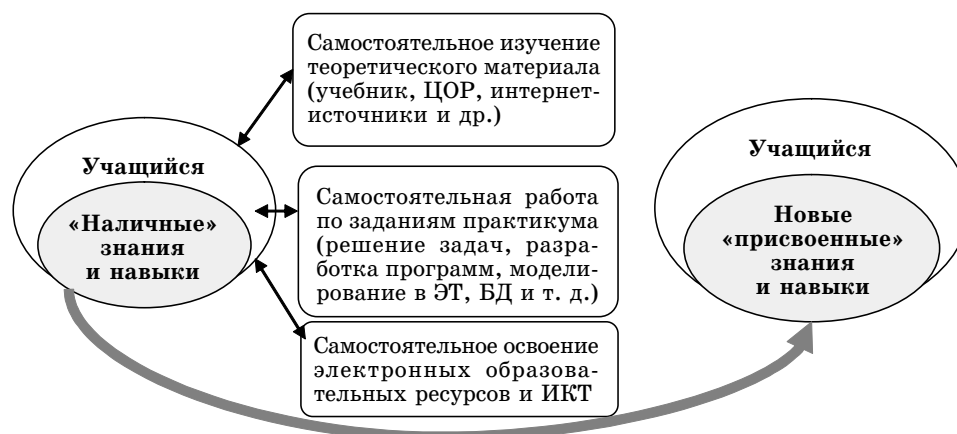 Самостоятельное изучение
теоретического материала
(учебник, ЦОР, интернет-
источники и др.)
Учащийся
«Наличные»
знания
и навыки
Самостоятельная работа
по заданиям практикума
(решение задач, разра-
ботка программ, модели-
рование в ЭТ, БД и т. д.)
Самостоятельное освоение
электронных образова-
тельных ресурсов и ИКТ
Учащийся
Новые
«присвоенные»
знания
и навыки